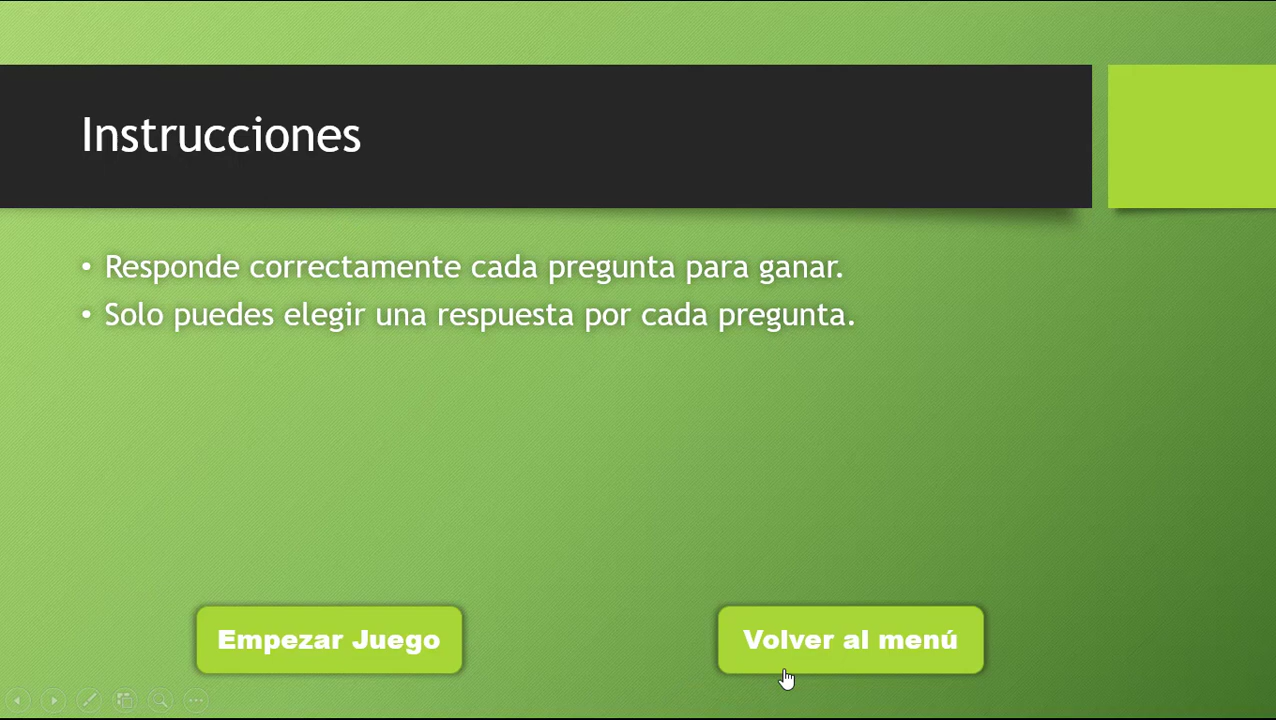 Instrucciones
• Responde correctamente cada pregunta para ganar.
• Solo puedes elegir una respuesta por cada pregunta.
Empezar Juego
Volver al menú